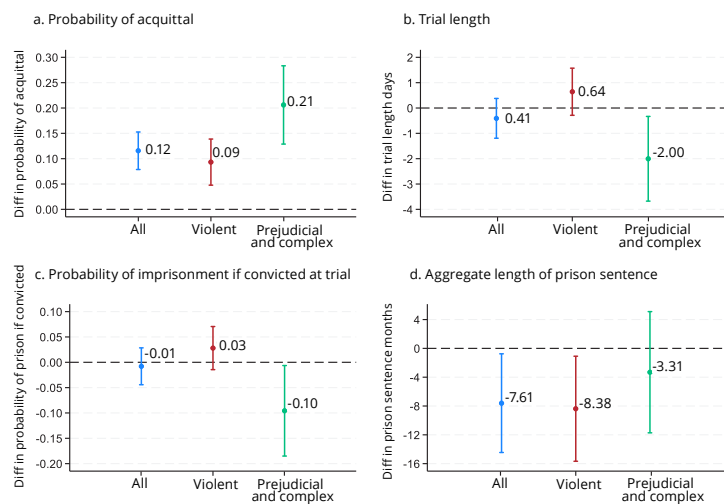 a. Probability of acquittal
Diff in probability of acquittal
0.30
0.25
0.20
0.15
0.10
0.05
0.00
0.12
0.09
0.21
All
Violent
Prejudicial
and complex
b. Trial length
Diff in trial length days
2
1
0
-1
-2
-3
-4
0.41
0.64
-2.00
All
Violent
Prejudicial
and complex
c. Probability of imprisonment if convicted at trial
Diff in probability of prison if convicted
0.10
0.05
0.00
-0.05
-0.10
-0.15
-0.20
-0.01
0.03
-0.10
All
Violent
Prejudicial
and complex
d. Aggregate length of prison sentence
Diff in prison sentence months
4
0
-4
-8
-12
-16
-7.61
-8.38
-3.31
All
Violent
Prejudicial
and complex